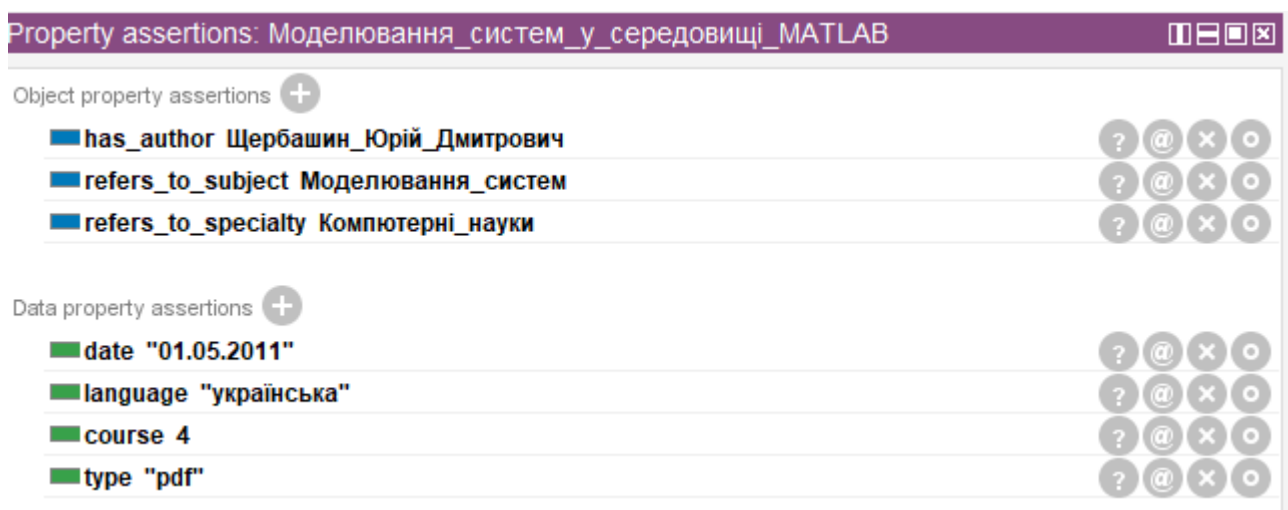 Property assertions: Моделювання_систем_у_середовищі_MATLAB
Object property assertions
has_author Щербашин_Юрій_Дмитрович
refers_to_subject Моделювання_систем
refers_to_specialty Компютерні_науки
Data property assertions
date "01.05.2011"
language "українська"
course 4
type "pdf"